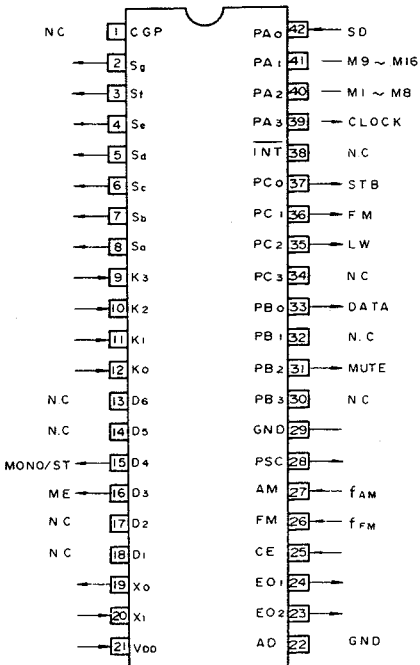 NC 1 CGP PA0 42 SD
2 Sg PA1 41 M9 ~ M16
3 Sf PA2 40 M1 ~ M8
4 Se PA3 39 CLOCK
5 Sd INT 38 NC
6 Sc PC0 37 STB
7 Sb PC1 36 FM
8 Sa PC2 35 LW
9 K3 PC3 34 NC
10 K2 PB0 33 DATA
11 K1 PB1 32 N.C
12 K0 PB2 31 MUTE
N.C 13 D6 PB3 30 NC
N.C 14 D5 GND 29
MONO/ST 15 D4 PSC 28
ME 16 D3 AM 27 fAM
NC 17 D2 FM 26 fFM
NC 18 D1 CE 25
19 X0 EO1 24
20 X1 EO2 23
21 VDD AD 22 GND